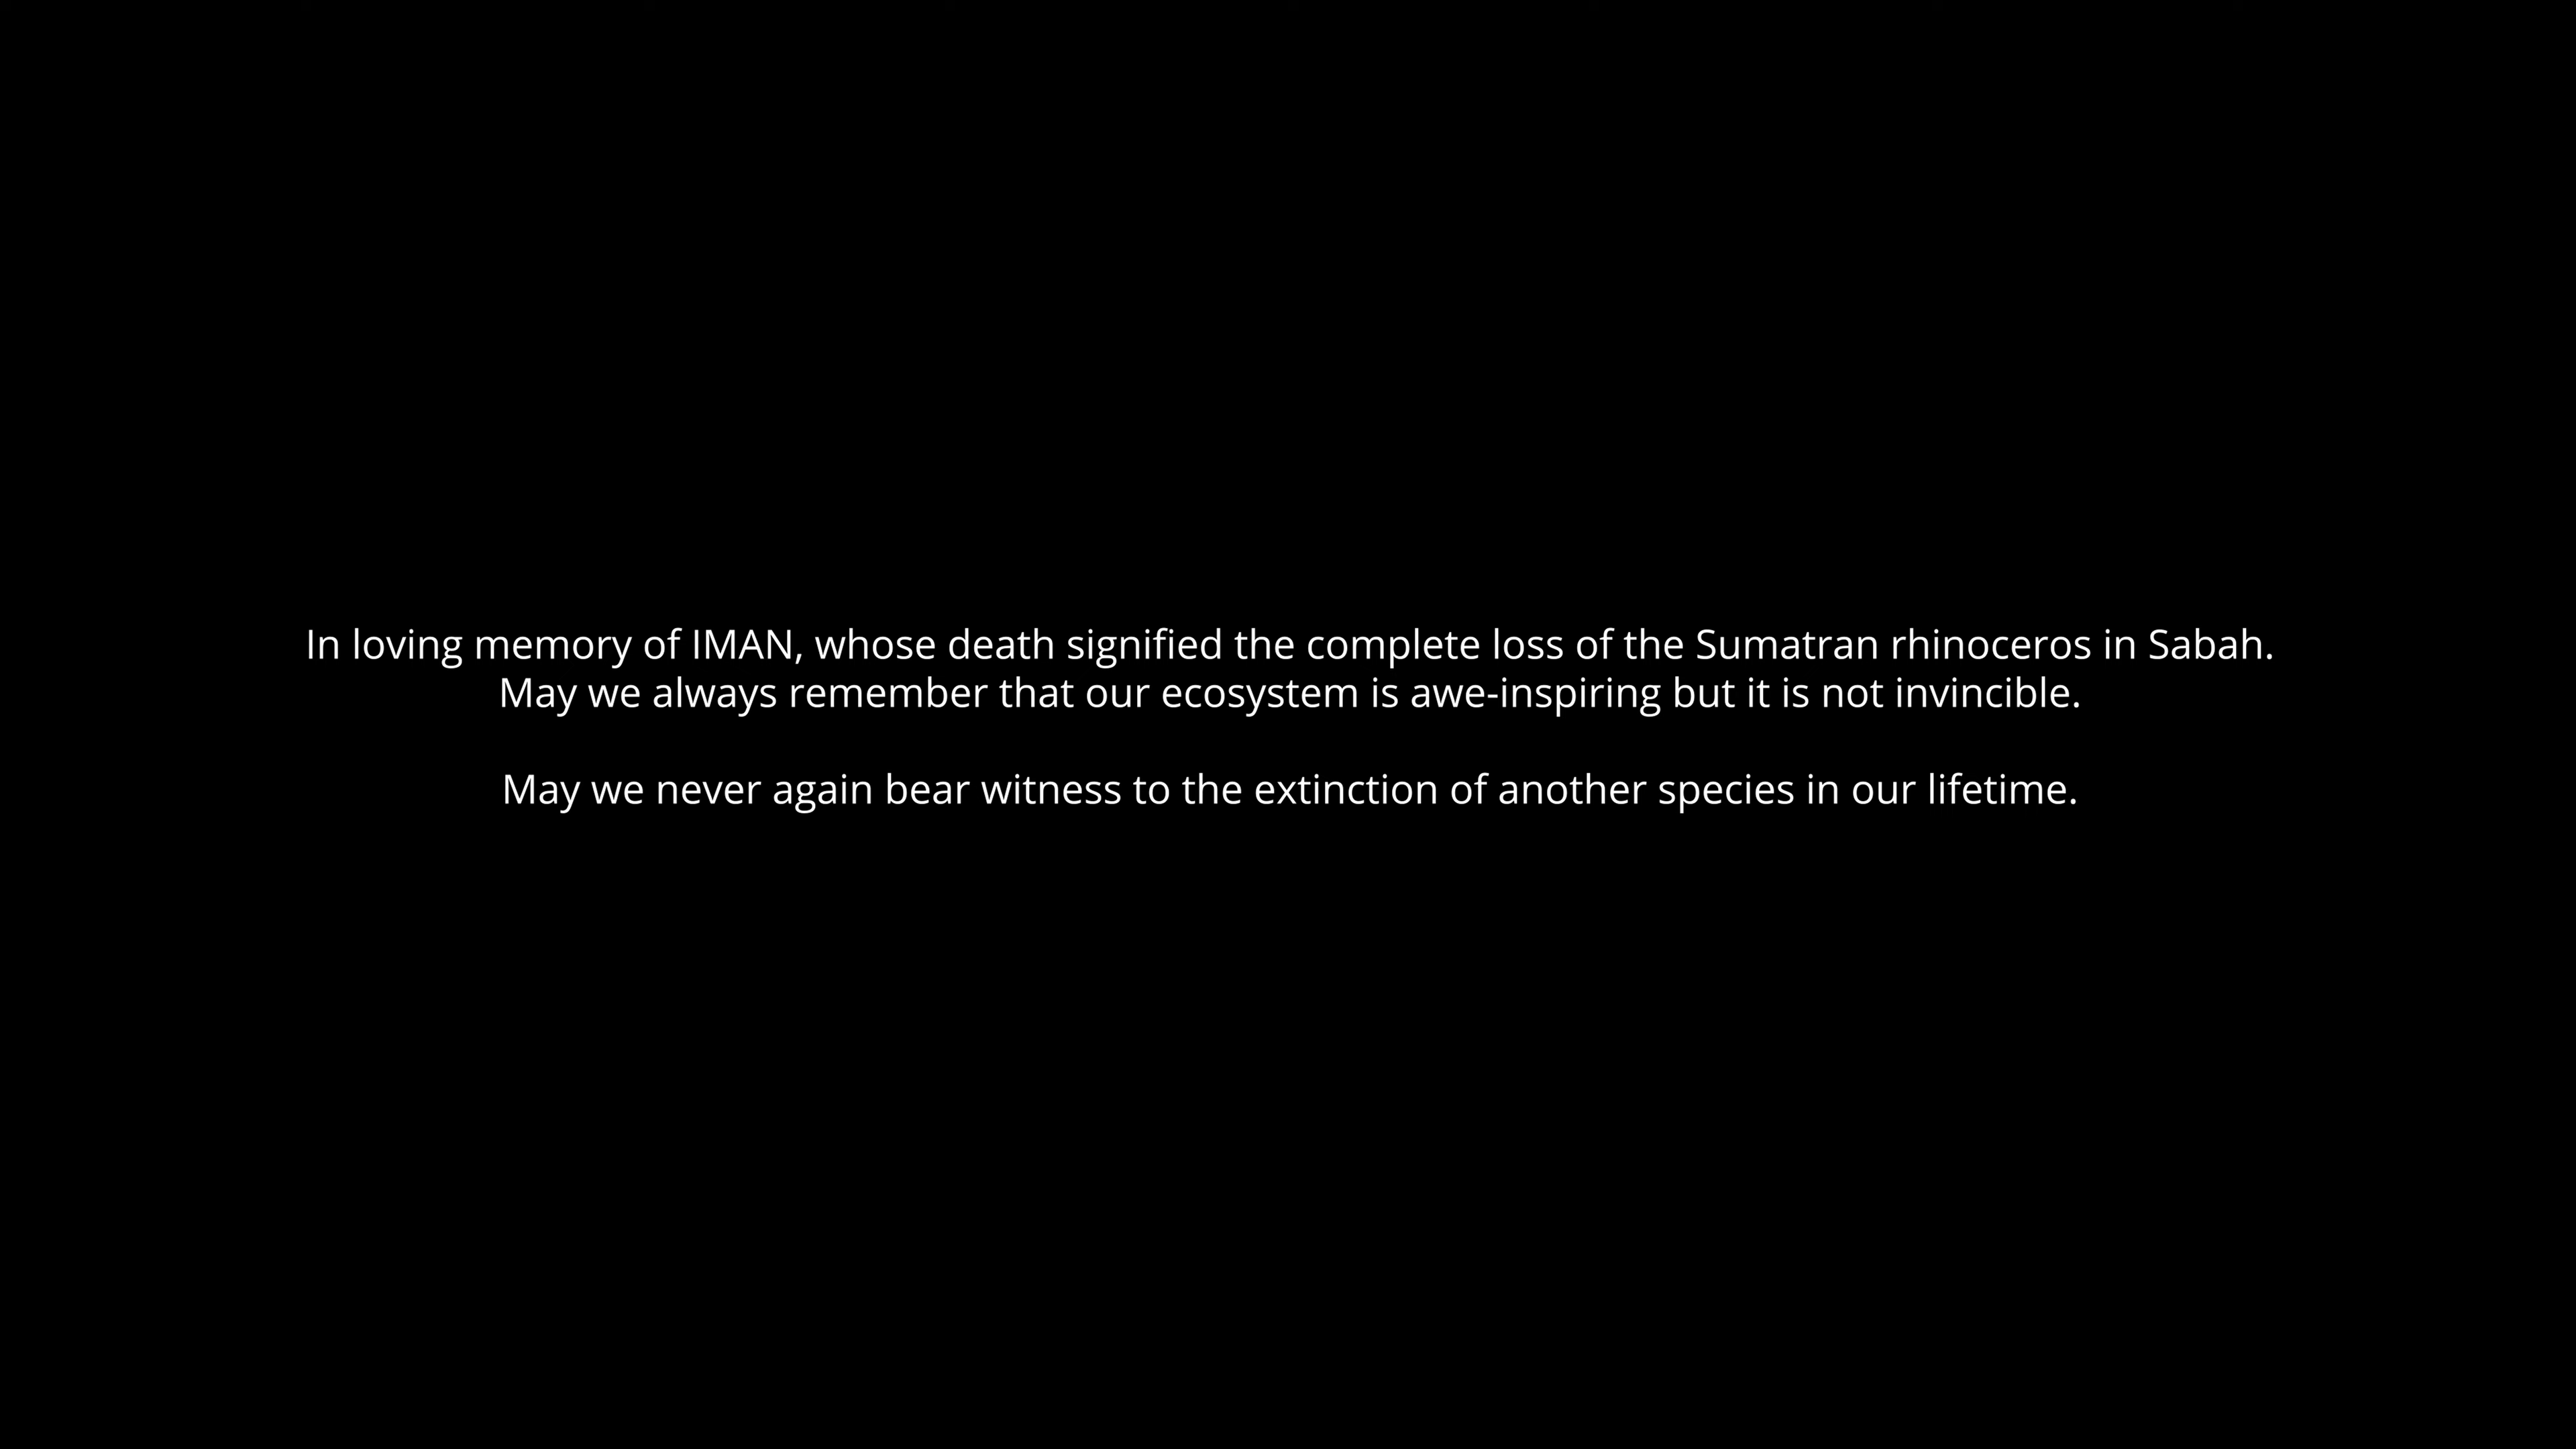 In loving memory of IMAN, whose death signified the complete loss of the Sumatran rhinoceros in Sabah.
May we always remember that our ecosystem is awe-inspiring but it is not invincible.
May we never again bear witness to the extinction of another species in our lifetime.